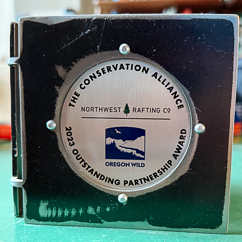 THE CONSERVATION ALLIANCE
NORTHWEST RAFTING CO
OREGON WILD
2023 OUTSTANDING PARTNERSHIP AWARD